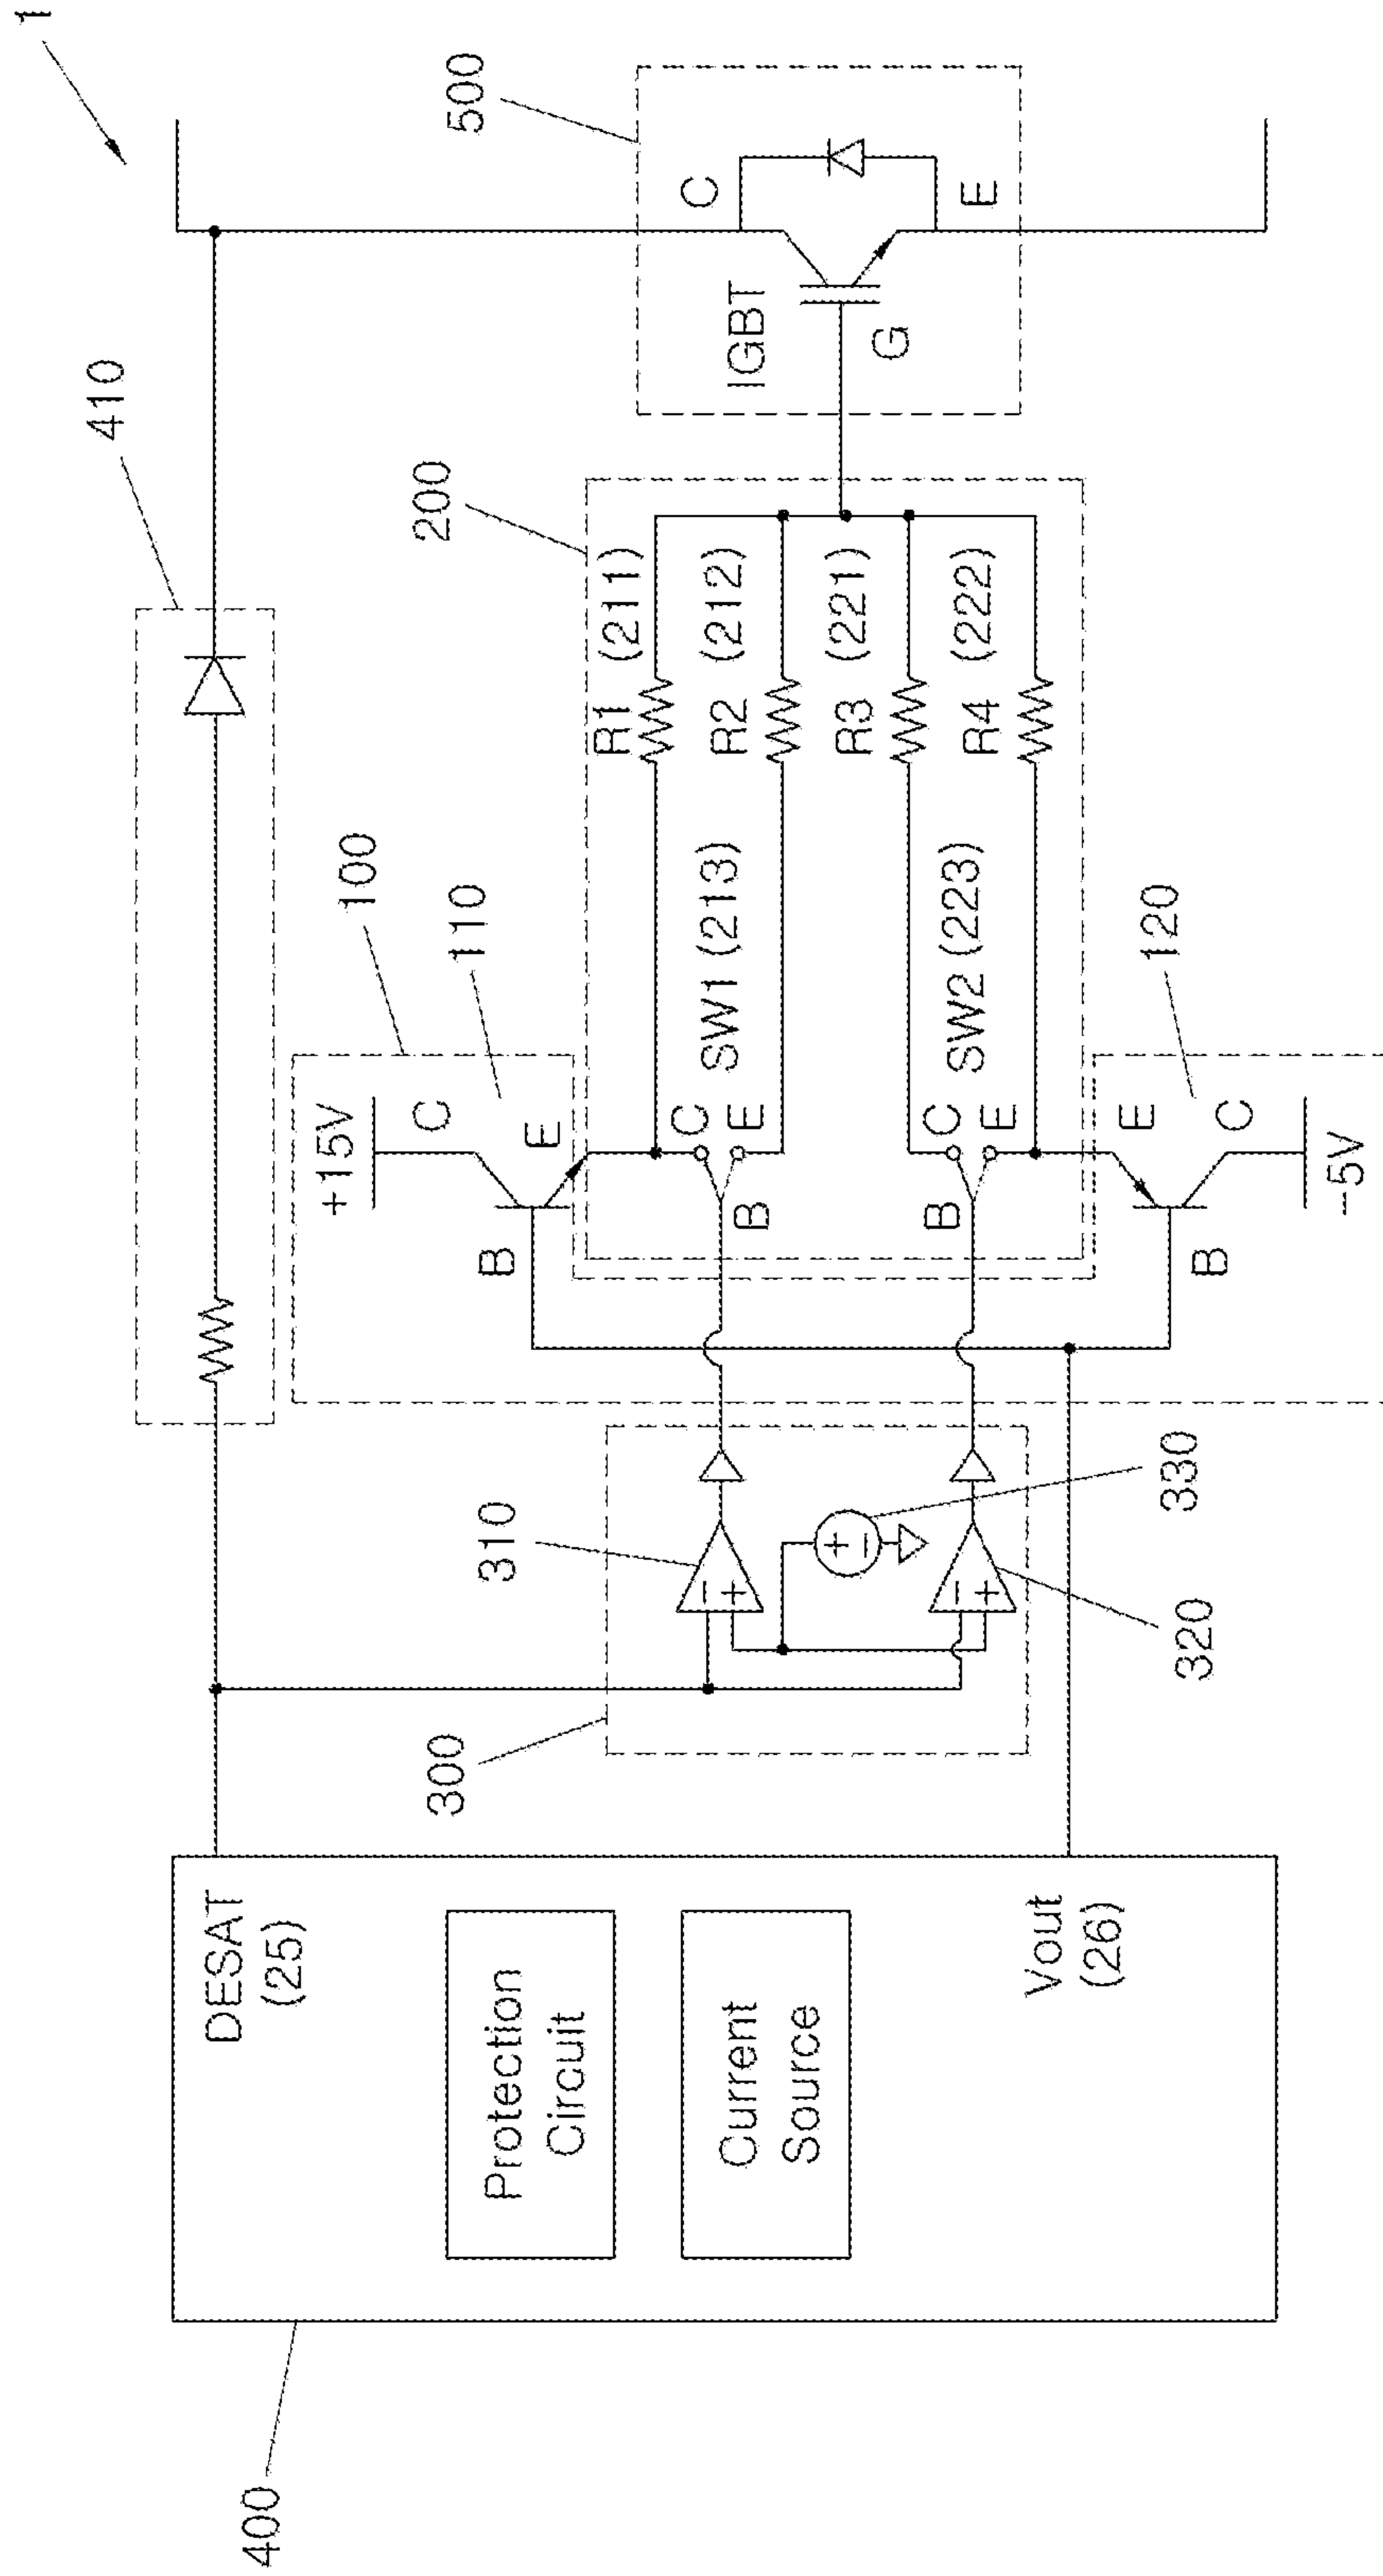 1
410
500
100
+15V
C
110
E
B
200
R1 (211)
C
SW1 (213)
E
B
R2 (212)
IGBT
C
G
E
R3 (221)
C
SW2 (223)
B
E
R4 (222)
E
120
B
C
-5V
300
310
-
+
+
-
330
-
+
320
400
DESAT
(25)
Protection
Circuit
Current
Source
Vout
(26)